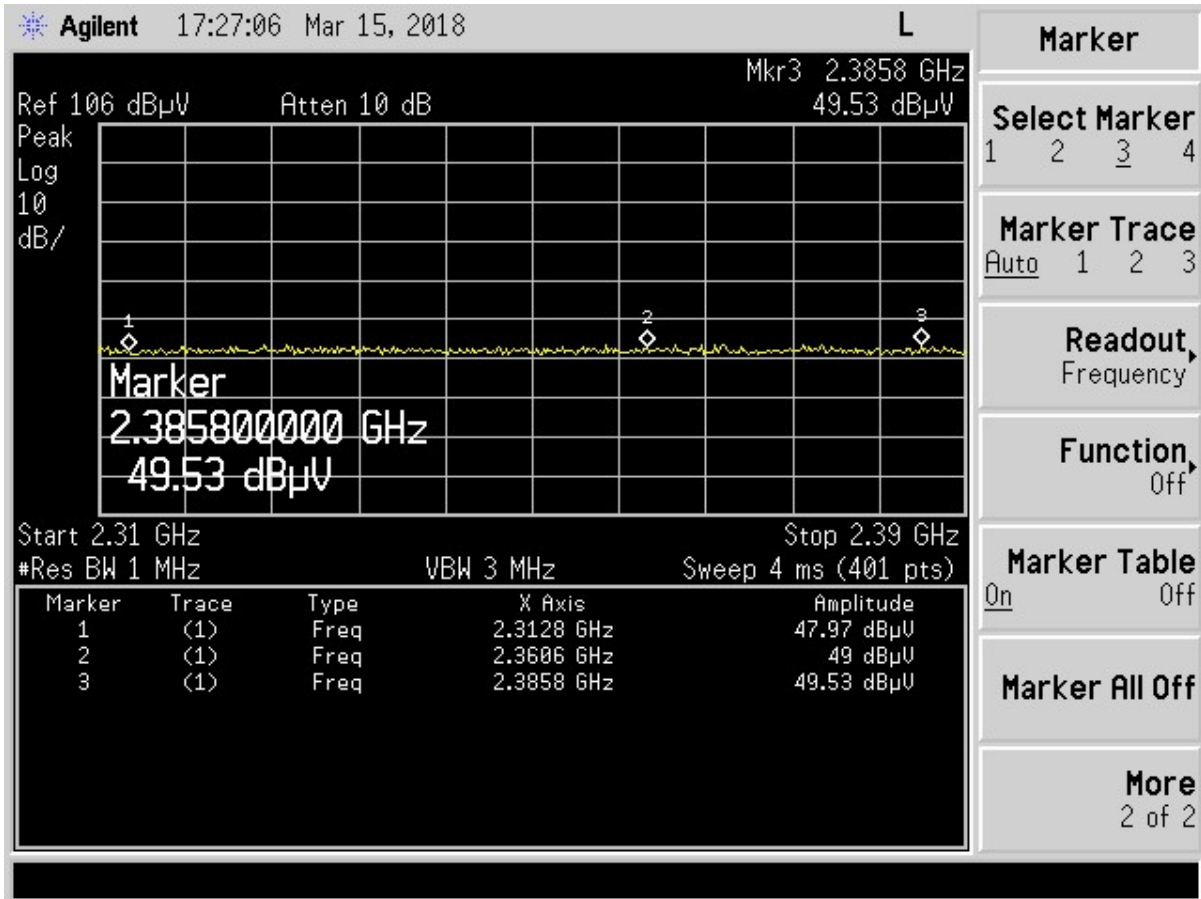 Agilent 17:27:06 Mar 15, 2018 L
Mkr3 2.3858 GHz
Ref 106 dBµV Atten 10 dB 49.53 dBµV
Peak
Log
10
dB/
1 2 3
Marker
2.385800000 GHz
49.53 dBµV
Start 2.31 GHz Stop 2.39 GHz
#Res BW 1 MHz VBW 3 MHz Sweep 4 ms (401 pts)
Marker Trace Type X Axis Amplitude
1 (1) Freq 2.3128 GHz 47.97 dBµV
2 (1) Freq 2.3606 GHz 49 dBµV
3 (1) Freq 2.3858 GHz 49.53 dBµV
Marker
Select Marker
1 2 3 4
Marker Trace
Auto 1 2 3
Readout
Frequency
Function
Off
Marker Table
On Off
Marker All Off
More
2 of 2